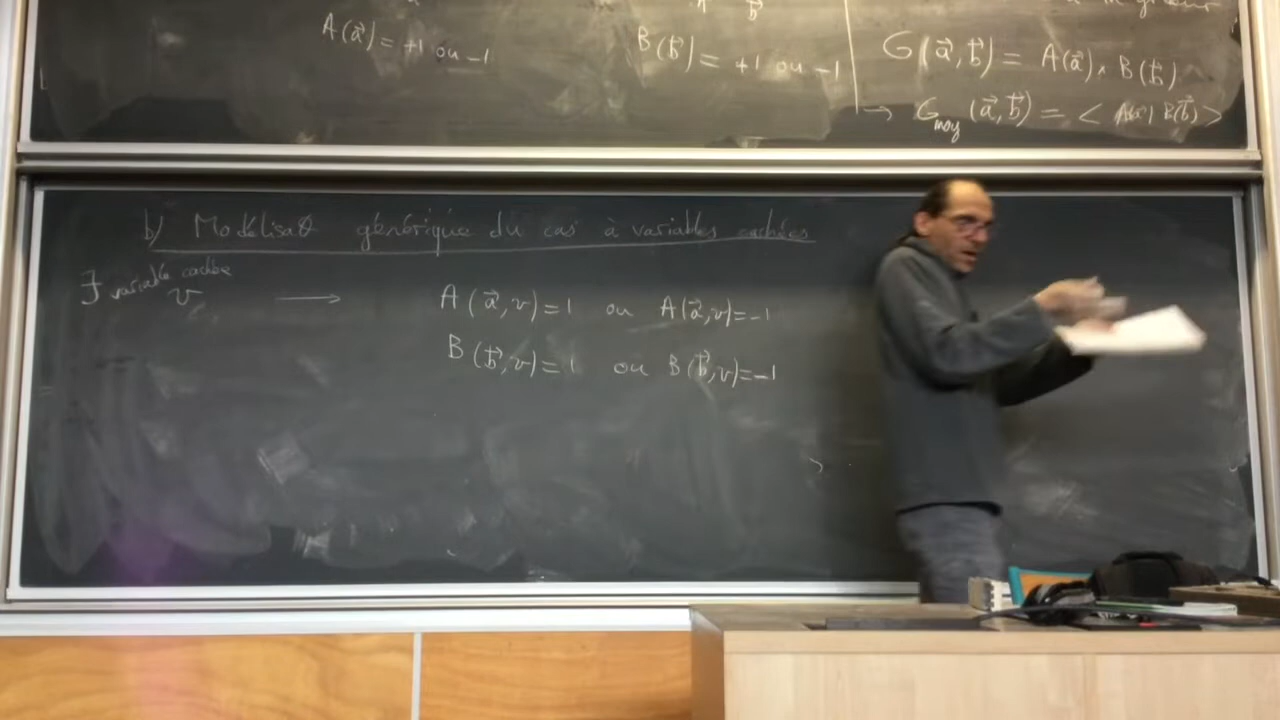 A(a⃗) = +1 ou -1
B(b⃗) = +1 ou -1
G(a⃗, b⃗) = A(a⃗) × B(b⃗)
→ G_moy (a⃗, b⃗) = < A(a⃗) B(b⃗) >
b) Modélisat° générique du cas à variables cachées
∃ variable cachée
v → A(a⃗, v) = 1 ou A(a⃗, v) = -1
B(b⃗, v) = 1 ou B(b⃗, v) = -1